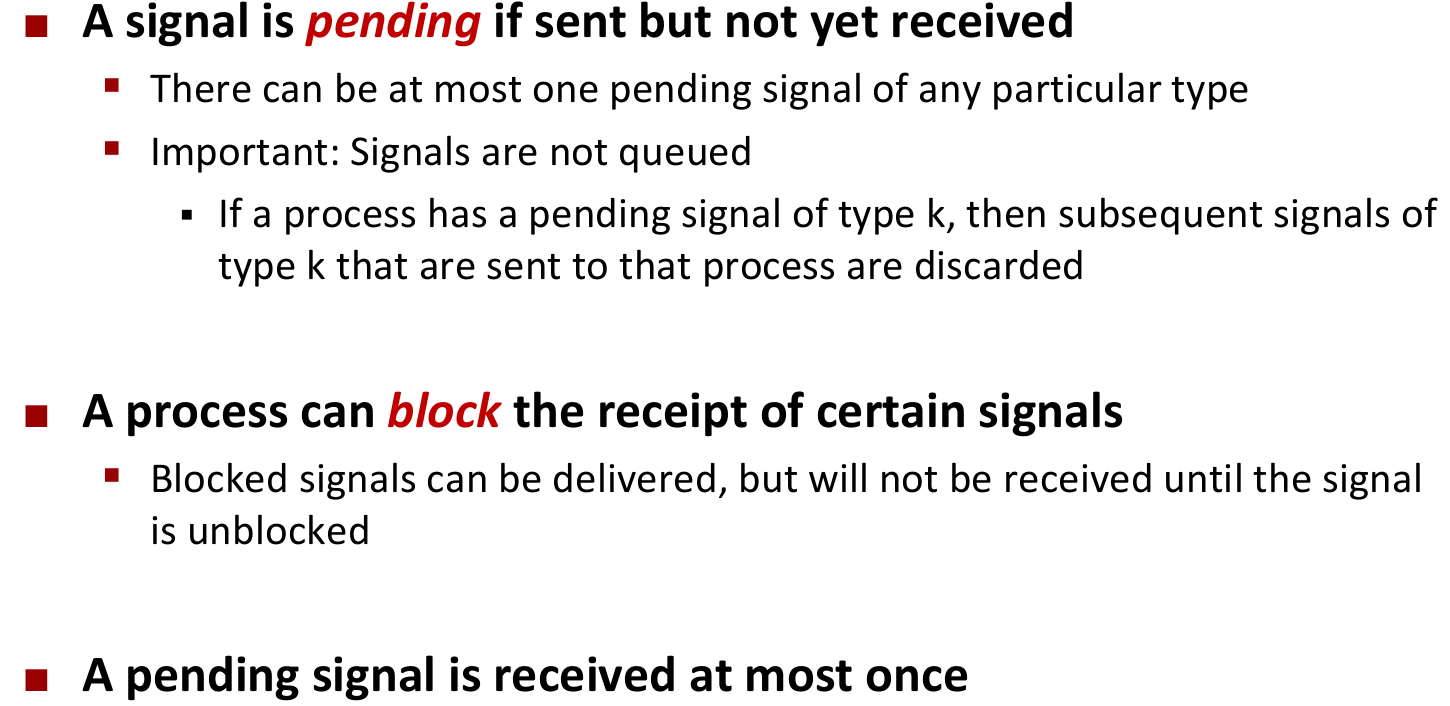 ■ A signal is pending if sent but not yet received
▪ There can be at most one pending signal of any particular type
▪ Important: Signals are not queued
▪ If a process has a pending signal of type k, then subsequent signals of
type k that are sent to that process are discarded
■ A process can block the receipt of certain signals
▪ Blocked signals can be delivered, but will not be received until the signal
is unblocked
■ A pending signal is received at most once